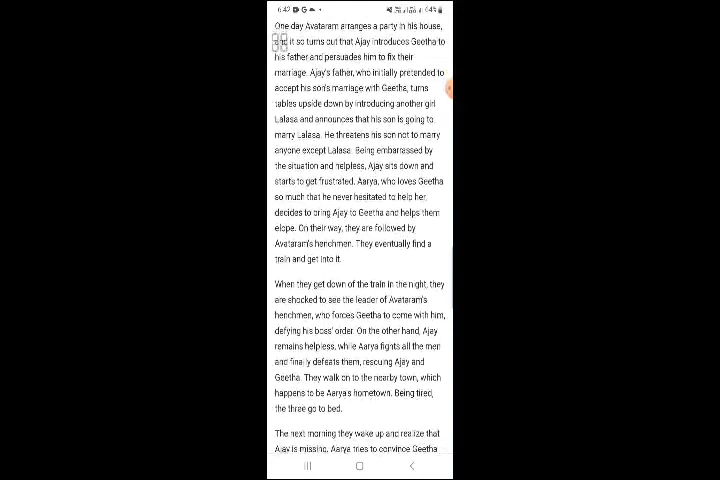 6:42
64%
One day Avataram arranges a party in his house,
and it so turns out that Ajay introduces Geetha to
his father and persuades him to fix their
marriage. Ajay's father, who initially pretended to
accept his son's marriage with Geetha, turns
tables upside down by introducing another girl
Lalasa and announces that his son is going to
marry Lalasa. He threatens his son not to marry
anyone except Lalasa. Being embarrassed by
the situation and helpless, Ajay sits down and
starts to get frustrated. Aarya, who loves Geetha
so much that he never hesitated to help her,
decides to bring Ajay to Geetha and helps them
elope. On their way, they are followed by
Avataram's henchmen. They eventually find a
train and get into it.
When they get down of the train in the night, they
are shocked to see the leader of Avataram's
henchmen, who forces Geetha to come with him,
defying his boss' order. On the other hand, Ajay
remains helpless, while Aarya fights all the men
and finally defeats them, rescuing Ajay and
Geetha. They walk on to the nearby town, which
happens to be Aarya's hometown. Being tired,
the three go to bed.
The next morning they wake up and realize that
Ajay is missing. Aarya tries to convince Geetha